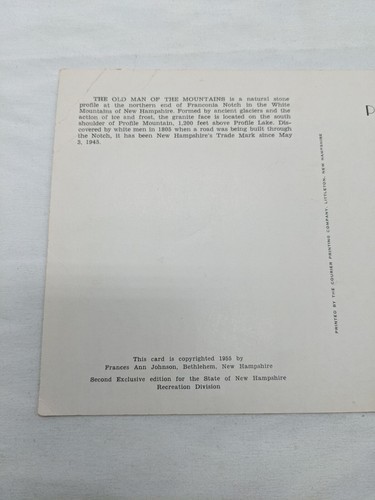 THE OLD MAN OF THE MOUNTAINS is a natural stone
profile at the northern end of Franconia Notch in the White
Mountains of New Hampshire. Formed by ancient glaciers and the
action of ice and frost, the granite face is located on the south
shoulder of Profile Mountain, 1,200 feet above Profile Lake. Dis-
covered by white men in 1805 when a road was being built through
the Notch, it has been New Hampshire's Trade Mark since May
3, 1945.
PRINTED BY THE COURIER PRINTING COMPANY, LITTLETON, NEW HAMPSHIRE
This card is copyrighted 1955 by
Frances Ann Johnson, Bethlehem, New Hampshire
Second Exclusive edition for the State of New Hampshire
Recreation Division